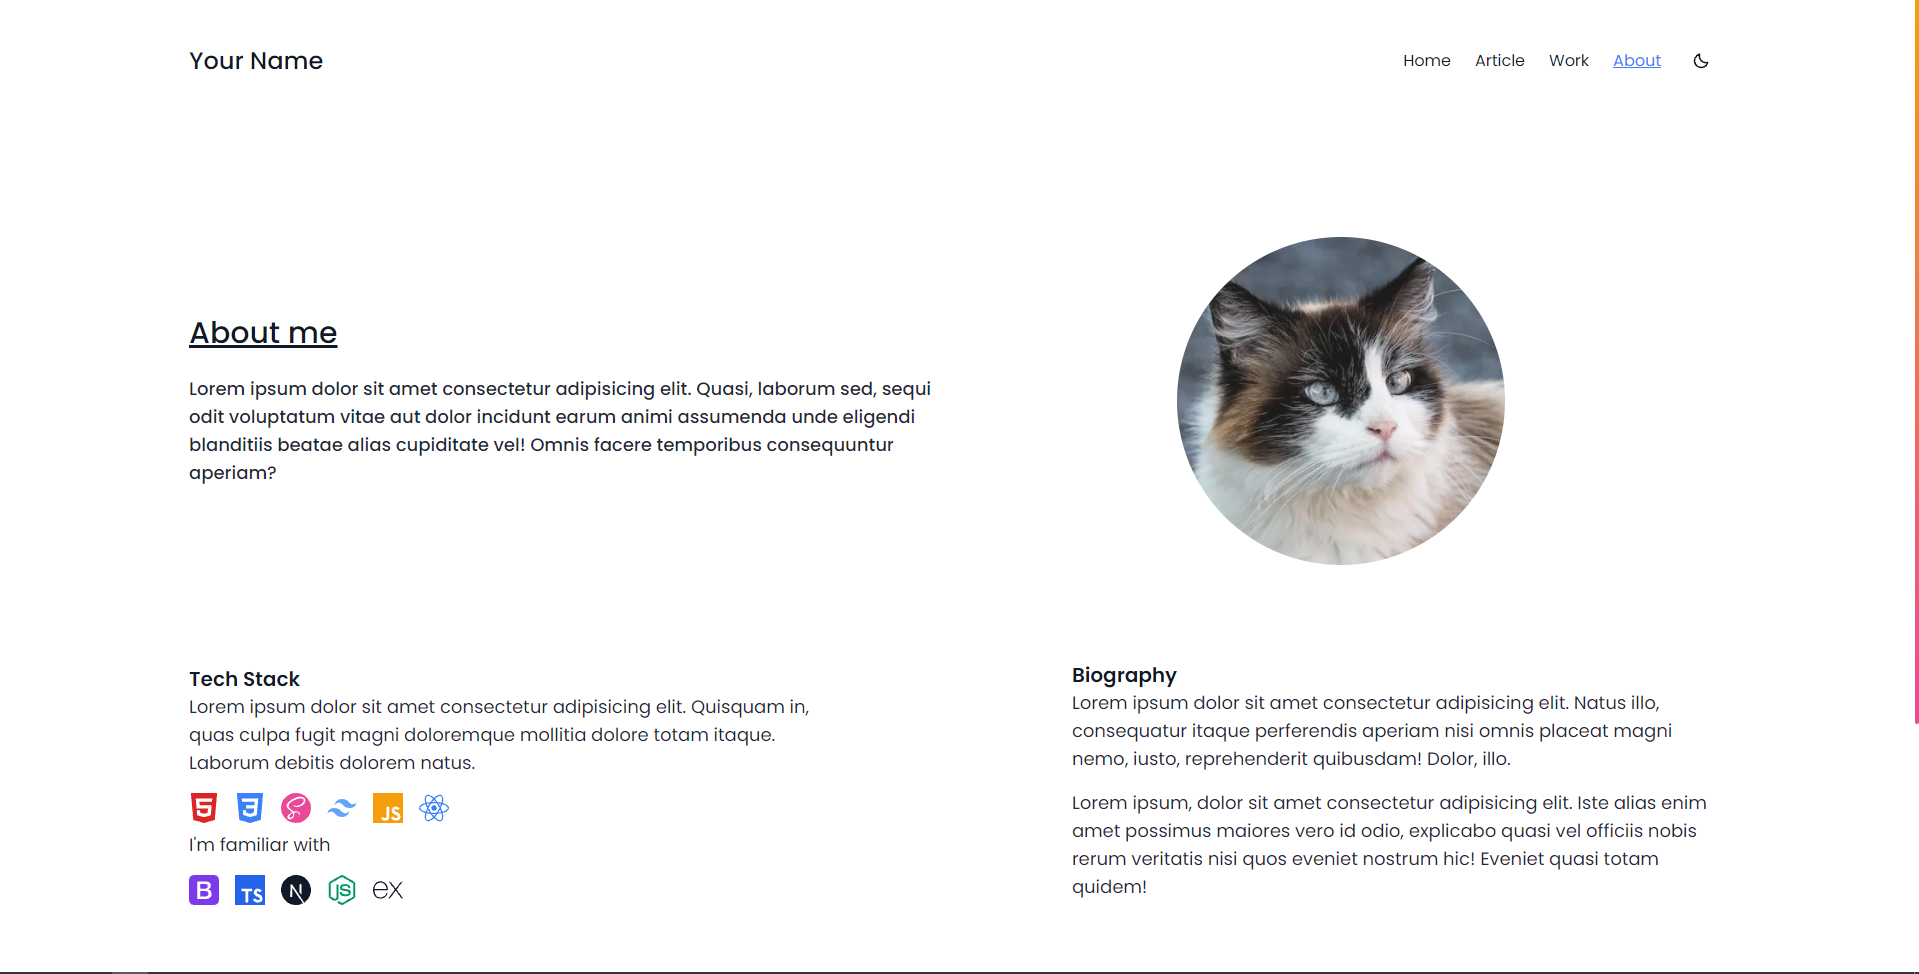 Your Name
Home Article Work About
About me
Lorem ipsum dolor sit amet consectetur adipisicing elit. Quasi, laborum sed, sequi
odit voluptatum vitae aut dolor incidunt earum animi assumenda unde eligendi
blanditiis beatae alias cupiditate vel! Omnis facere temporibus consequuntur
aperiam?
Tech Stack
Lorem ipsum dolor sit amet consectetur adipisicing elit. Quisquam in,
quas culpa fugit magni doloremque mollitia dolore totam itaque.
Laborum debitis dolorem natus.
5 3 S JS
I'm familiar with
B TS N JS ex
Biography
Lorem ipsum dolor sit amet consectetur adipisicing elit. Natus illo,
consequatur itaque perferendis aperiam nisi omnis placeat magni
nemo, iusto, reprehenderit quibusdam! Dolor, illo.
Lorem ipsum, dolor sit amet consectetur adipisicing elit. Iste alias enim
amet possimus maiores vero id odio, explicabo quasi vel officiis nobis
rerum veritatis nisi quos eveniet nostrum hic! Eveniet quasi totam
quidem!